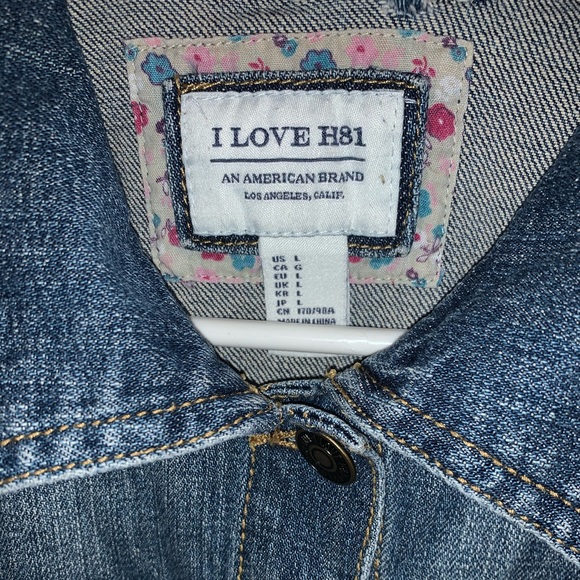 I LOVE H81
AN AMERICAN BRAND
LOS ANGELES, CALIF.
US L
CA G
EU L
UK L
KR L
JP L
CN 170/98A
MADE IN CHINA